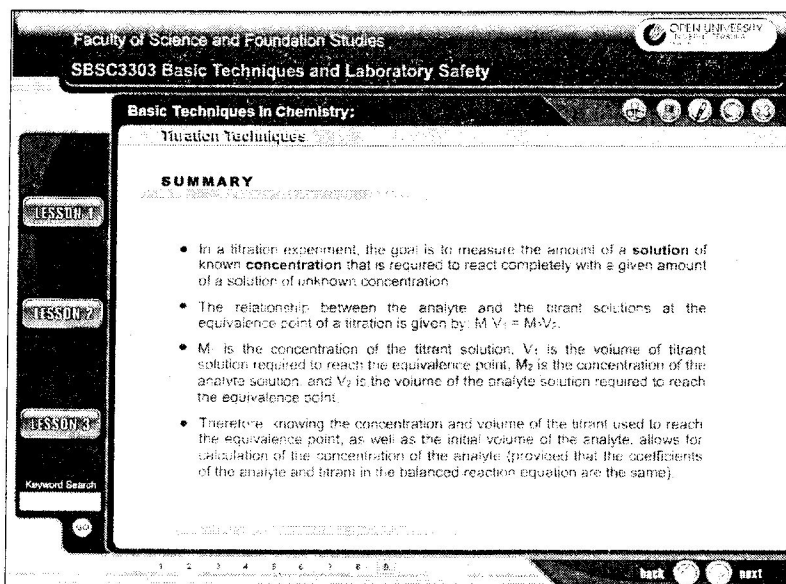 Faculty of Science and Foundation Studies
OPEN UNIVERSITY
SBSC3303 Basic Techniques and Laboratory Safety
Basic Techniques in Chemistry:
Titration Techniques
SUMMARY
LESSON 1
• In a titration experiment, the goal is to measure the amount of a solution of
known concentration that is required to react completely with a given amount
of a solution of unknown concentration
LESSON 2
• The relationship between the analyte and the titrant solutions at the
equivalence point of a titration is given by: M₁V₁ = M₂V₂.
• M₁ is the concentration of the titrant solution, V₁ is the volume of titrant
solution required to reach the equivalence point, M₂ is the concentration of the
analyte solution, and V₂ is the volume of the analyte solution required to reach
the equivalence point.
LESSON 3
• Therefore, knowing the concentration and volume of the titrant used to reach
the equivalence point, as well as the initial volume of the analyte, allows for
calculation of the concentration of the analyte (provided that the coefficients
of the analyte and titrant in the balanced reaction equation are the same).
Keyword Search
GO
1 2 3 4 5 6 7 8 9
back next